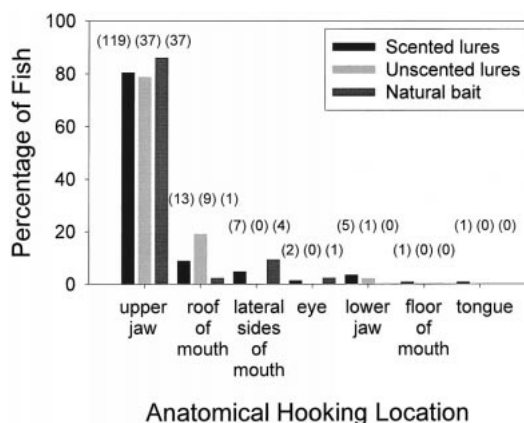 100
80
60
40
20
0
Percentage of Fish
(119) (37) (37)
(13) (9) (1)
(7) (0) (4)
(2) (0) (1)
(5) (1) (0)
(1) (0) (0)
(1) (0) (0)
Scented lures
Unscented lures
Natural bait
upper
jaw
roof
of
mouth
lateral
sides
of
mouth
eye
lower
jaw
floor
of
mouth
tongue
Anatomical Hooking Location